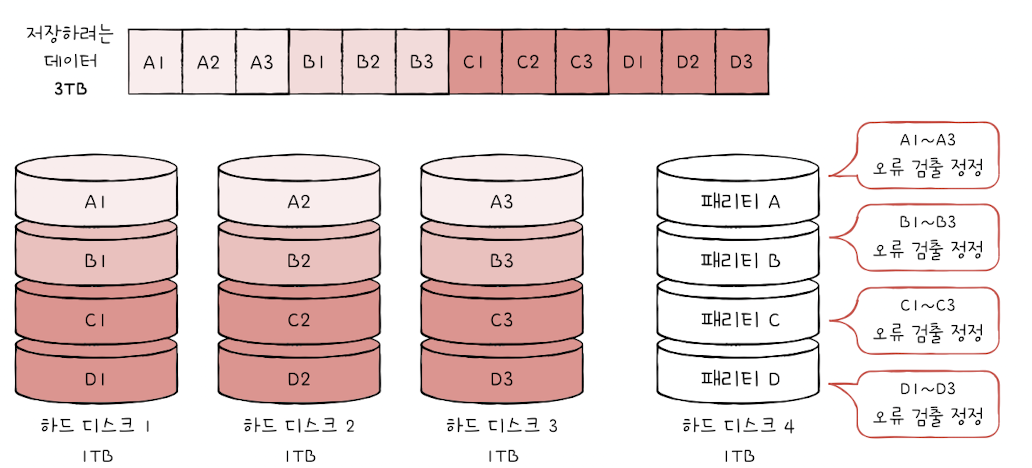 저장하려는
데이터
3TB
A1 A2 A3 B1 B2 B3 C1 C2 C3 D1 D2 D3
A1~A3
오류 검출 정정
A1 A2 A3 패리티 A
B1~B3
오류 검출 정정
B1 B2 B3 패리티 B
C1~C3
오류 검출 정정
C1 C2 C3 패리티 C
D1~D3
오류 검출 정정
D1 D2 D3 패리티 D
하드 디스크 1 하드 디스크 2 하드 디스크 3 하드 디스크 4
1TB 1TB 1TB 1TB